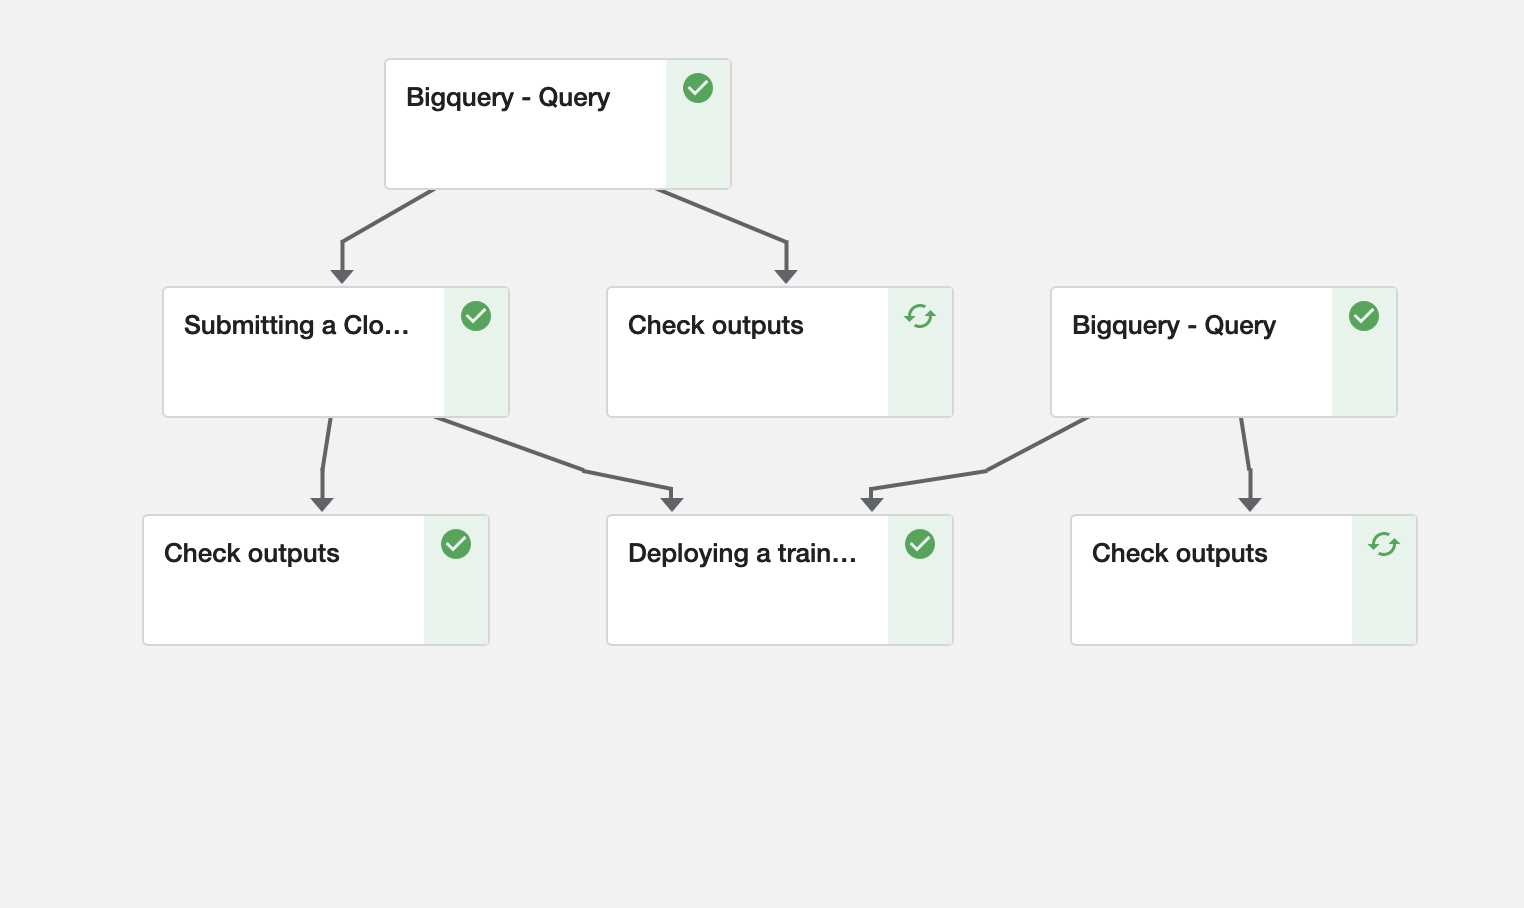 Bigquery - Query
Submitting a Clo...
Check outputs
Bigquery - Query
Check outputs
Deploying a train...
Check outputs